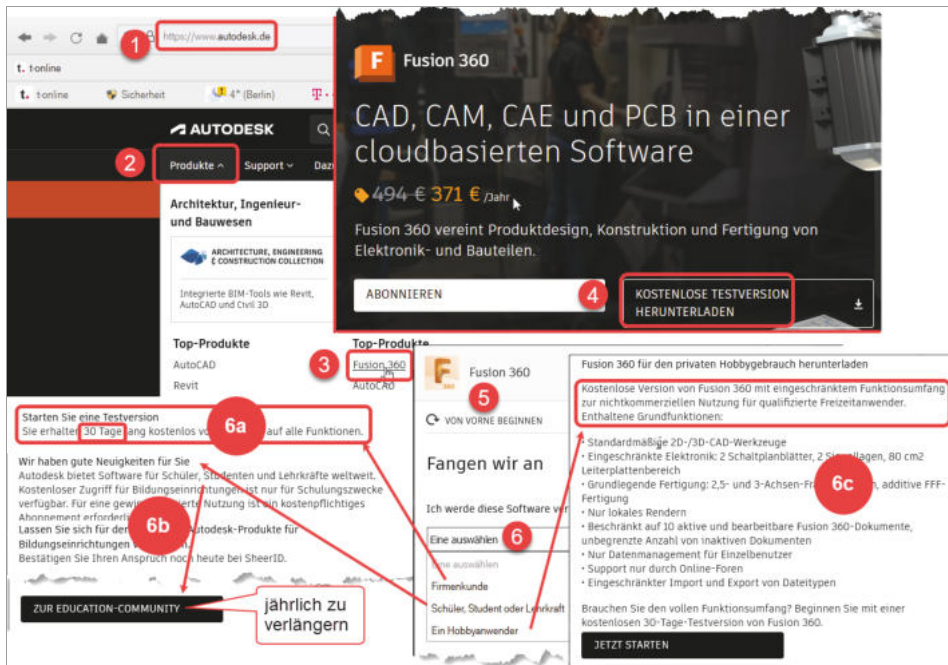 1
https://www.autodesk.de
t. t-online
t. t-online Sicherheit 4° (Berlin)
AUTODESK
2
Produkte Support
Architektur, Ingenieur-
und Bauwesen
ARCHITECTURE, ENGINEERING
& CONSTRUCTION COLLECTION
Integrierte BIM-Tools wie Revit,
AutoCAD und Civil 3D
Top-Produkte
AutoCAD
Revit
Top-Produkte
3
Fusion 360
AutoCAD
F Fusion 360
CAD, CAM, CAE und PCB in einer
cloudbasierten Software
494 € 371 € /Jahr
Fusion 360 vereint Produktdesign, Konstruktion und Fertigung von
Elektronik- und Bauteilen.
ABONNIEREN
4
KOSTENLOSE TESTVERSION
HERUNTERLADEN
Starten Sie eine Testversion
6a
Sie erhalten 30 Tage lang kostenlos auf alle Funktionen.
Wir haben gute Neuigkeiten für Sie
Autodesk bietet Software für Schüler, Studenten und Lehrkräfte weltweit.
Kostenloser Zugriff für Bildungseinrichtungen ist nur für Schulungszwecke
verfügbar. Für eine Nutzung ist ein kostenpflichtiges
Abonnement
6b
Lassen Sie sich für Autodesk-Produkte für
Bildungseinrichtungen
Bestätigen Sie Ihren Anspruch noch heute bei SheerID.
ZUR EDUCATION-COMMUNITY
jährlich zu
verlängern
F
360
Fusion 360
5
VON VORNE BEGINNEN
Fangen wir an
Ich werde diese Software
Eine auswählen
6
Eine auswählen
Firmenkunde
Schüler, Student oder Lehrkraft
Ein Hobbyanwender
Fusion 360 für den privaten Hobbygebrauch herunterladen
Kostenlose Version von Fusion 360 mit eingeschränktem Funktionsumfang
zur nichtkommerziellen Nutzung für qualifizierte Freizeitanwender.
Enthaltene Grundfunktionen:
• Standardmäßige 2D-/3D-CAD-Werkzeuge
• Eingeschränkte Elektronik: 2 Schaltplanblätter, 2 80 cm2
Leiterplattenbereich
6c
• Grundlegende Fertigung: 2,5- und 3-Achsen- additive FFF-
Fertigung
• Nur lokales Rendern
• Beschränkt auf 10 aktive und bearbeitbare Fusion 360-Dokumente,
unbegrenzte Anzahl von inaktiven Dokumenten
• Nur Datenmanagement für Einzelbenutzer
• Support nur durch Online-Foren
• Eingeschränkter Import und Export von Dateitypen
Brauchen Sie den vollen Funktionsumfang? Beginnen Sie mit einer
kostenlosen 30-Tage-Testversion von Fusion 360.
JETZT STARTEN